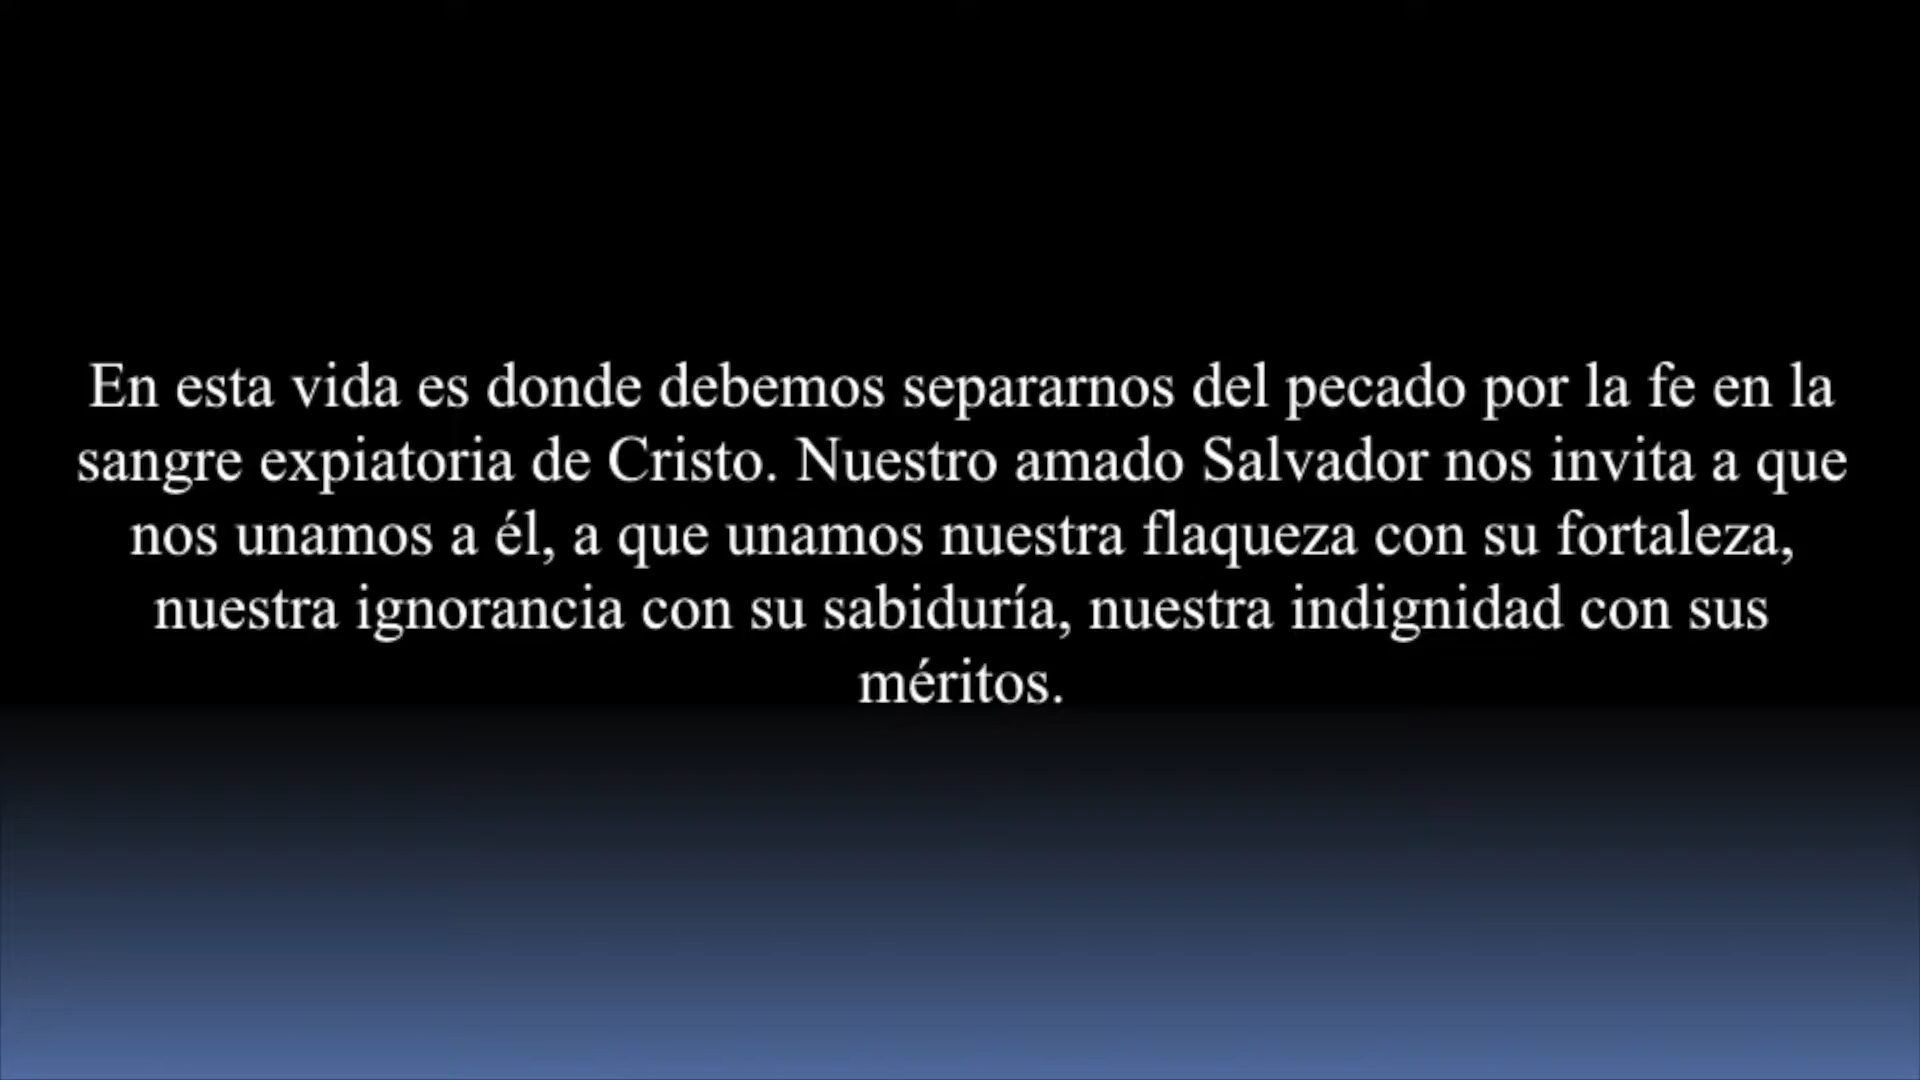 En esta vida es donde debemos separarnos del pecado por la fe en la
sangre expiatoria de Cristo. Nuestro amado Salvador nos invita a que
nos unamos a él, a que unamos nuestra flaqueza con su fortaleza,
nuestra ignorancia con su sabiduría, nuestra indignidad con sus
méritos.